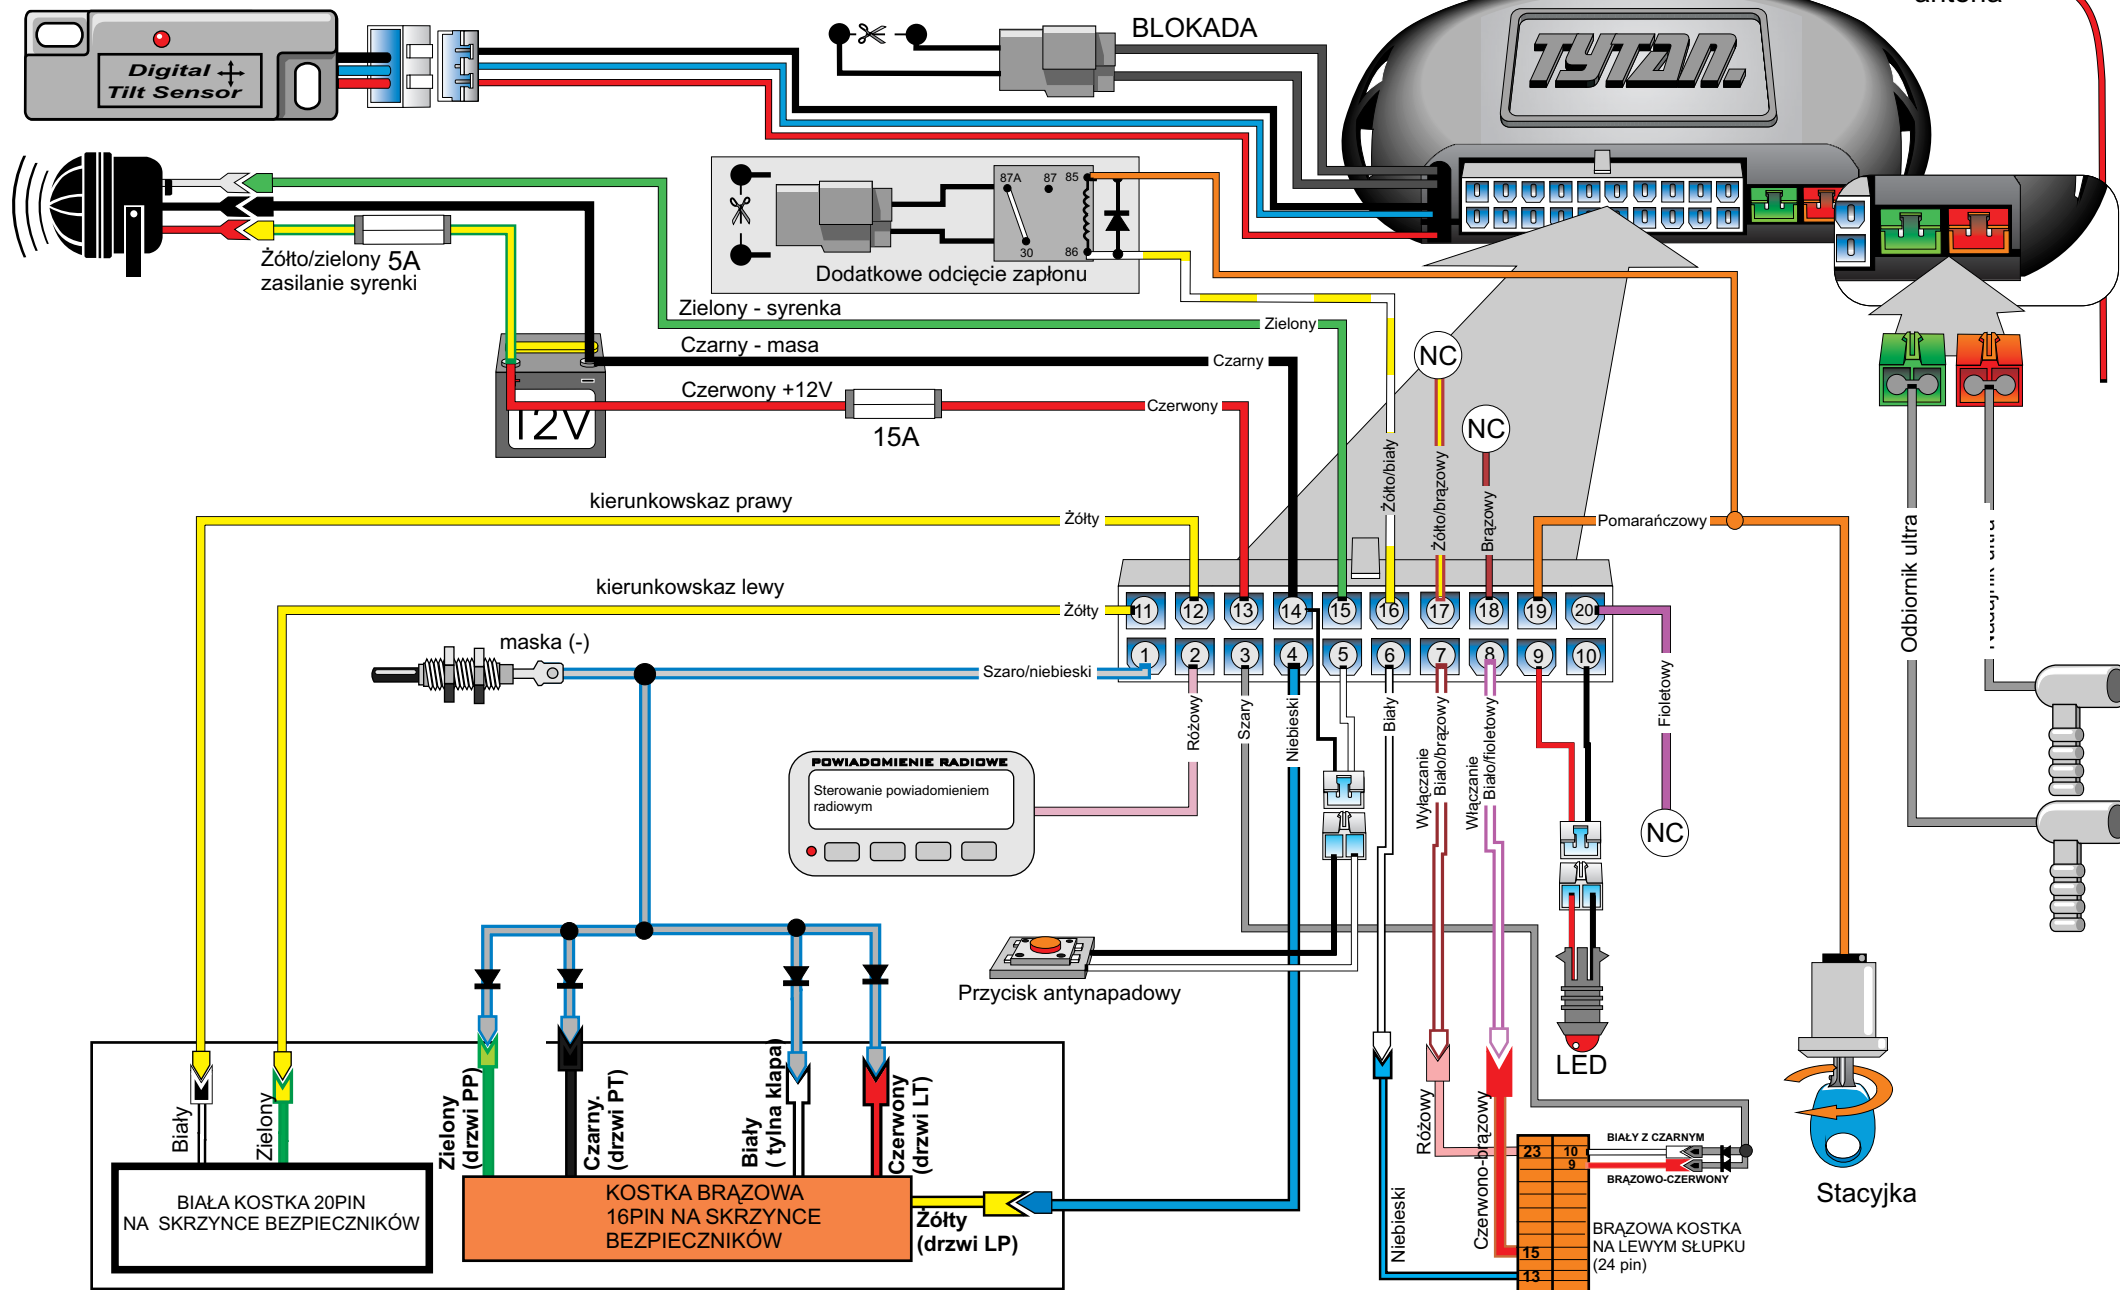 antena
BLOKADA
TYTAN.
Digital
Tilt Sensor
87A 87 85
30 86
Dodatkowe odcięcie zapłonu
Żółto/zielony 5A
zasilanie syrenki
Zielony - syrenka
Zielony
Czarny - masa
Czarny
Czerwony +12V
Czerwony
15A
12V
NC
NC
Żółto/biały
Żółto/brązowy
Brązowy
Pomarańczowy
kierunkowskaz prawy
Żółty
kierunkowskaz lewy
Żółty
Odbiornik ultra
11 12 13 14 15 16 17 18 19 20
1 2 3 4 5 6 7 8 9 10
maska (-)
Szaro/niebieski
Różowy
Szary
Niebieski
Biały
Wyłączanie
Biało/brązowy
Włączanie
Biało/fioletowy
Fioletowy
NC
POWIADOMIENIE RADIOWE
Sterowanie powiadomieniem
radiowym
Przycisk antynapadowy
LED
Stacyjka
Biały
Zielony
Zielony
(drzwi PP)
Czarny.
(drzwi PT)
Biały
( tylna klapa)
Czerwony
(drzwi LT)
Żółty
(drzwi LP)
BIAŁA KOSTKA 20PIN
NA SKRZYNCE BEZPIECZNIKÓW
KOSTKA BRĄZOWA
16PIN NA SKRZYNCE
BEZPIECZNIKÓW
Niebieski
Różowy
Czerwono-brązowy
23 10
9
15
13
BIAŁY Z CZARNYM
BRĄZOWO-CZERWONY
BRĄZOWA KOSTKA
NA LEWYM SŁUPKU
(24 pin)